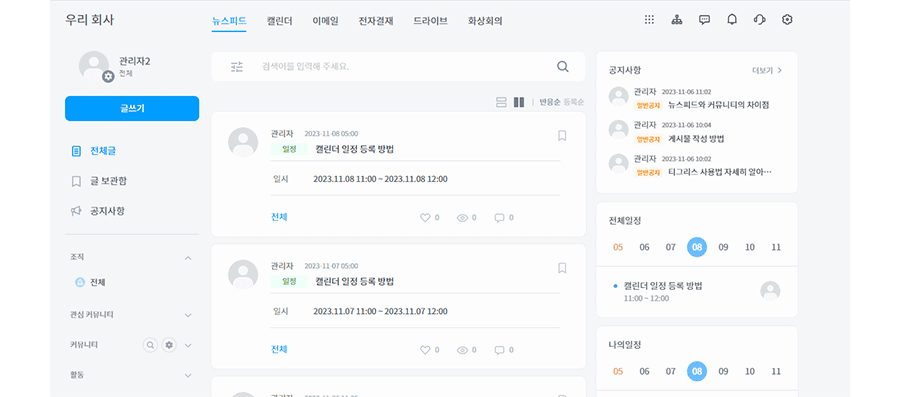 우리 회사
뉴스피드 캘린더 이메일 전자결재 드라이브 화상회의
관리자2
전체
글쓰기
전체글
글 보관함
공지사항
조직
전체
관심 커뮤니티
커뮤니티
활동
검색어를 입력해 주세요.
반응순 등록순
관리자 2023-11-08 05:00
일정 캘린더 일정 등록 방법
일시 2023.11.08 11:00 ~ 2023.11.08 12:00
전체 0 0 0
관리자 2023-11-07 05:00
일정 캘린더 일정 등록 방법
일시 2023.11.07 11:00 ~ 2023.11.07 12:00
전체 0 0 0
공지사항 더보기
관리자 2023-11-06 11:02
일반공지 뉴스피드와 커뮤니티의 차이점
관리자 2023-11-06 10:04
일반공지 게시물 작성 방법
관리자 2023-11-06 10:02
일반공지 티그리스 사용법 자세히 알아…
전체일정
05 06 07 08 09 10 11
캘린더 일정 등록 방법
11:00 ~ 12:00
나의일정
05 06 07 08 09 10 11